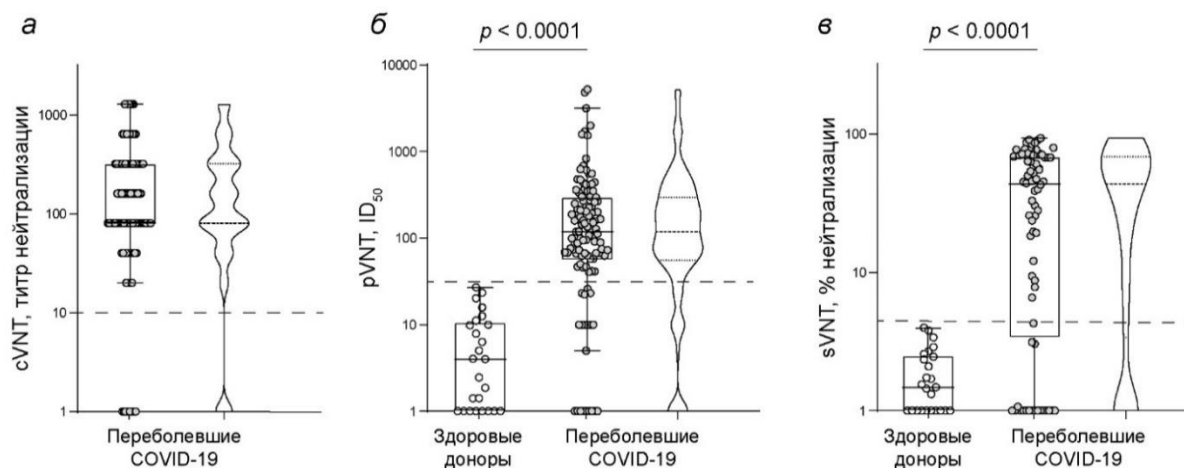 а
cVNT, титр нейтрализации
1000
100
10
1
Переболевшие
COVID-19
б
p < 0.0001
pVNT, ID50
10000
1000
100
10
1
Здоровые
доноры
Переболевшие
COVID-19
в
p < 0.0001
sVNT, % нейтрализации
100
10
1
Здоровые
доноры
Переболевшие
COVID-19